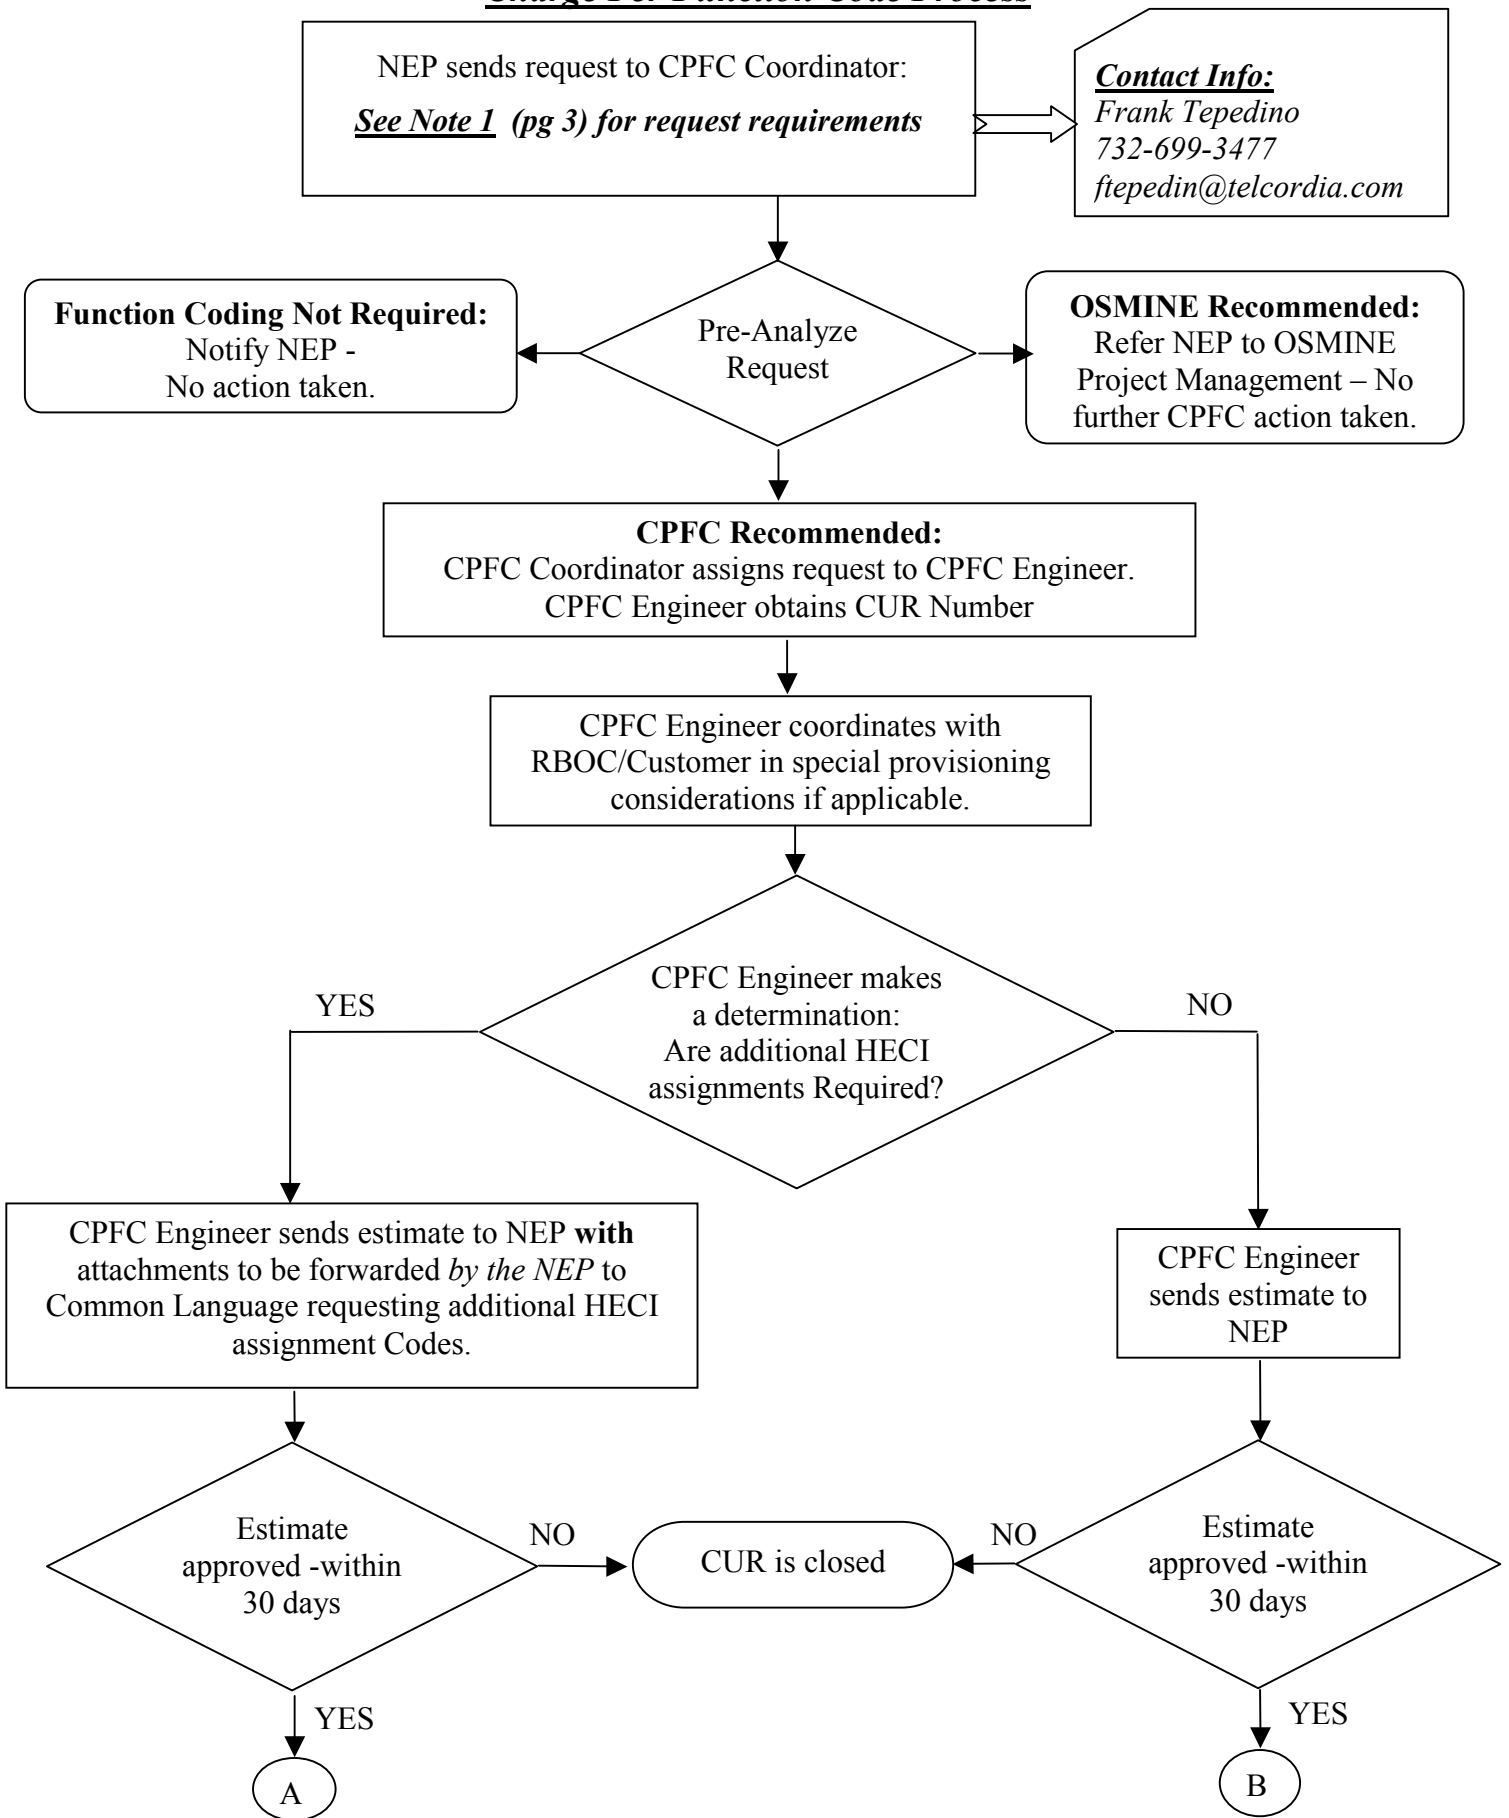 Charge Per Function Code Process
NEP sends request to CPFC Coordinator:
See Note 1 (pg 3) for request requirements
Contact Info:
Frank Tepedino
732-699-3477
ftepedin@telcordia.com
Function Coding Not Required:
Notify NEP -
No action taken.
Pre-Analyze
Request
OSMINE Recommended:
Refer NEP to OSMINE
Project Management – No
further CPFC action taken.
CPFC Recommended:
CPFC Coordinator assigns request to CPFC Engineer.
CPFC Engineer obtains CUR Number
CPFC Engineer coordinates with
RBOC/Customer in special provisioning
considerations if applicable.
CPFC Engineer makes
a determination:
Are additional HECI
assignments Required?
YES
NO
CPFC Engineer sends estimate to NEP with
attachments to be forwarded by the NEP to
Common Language requesting additional HECI
assignment Codes.
CPFC Engineer
sends estimate to
NEP
Estimate
approved -within
30 days
NO
CUR is closed
NO
Estimate
approved -within
30 days
YES
YES
A
B